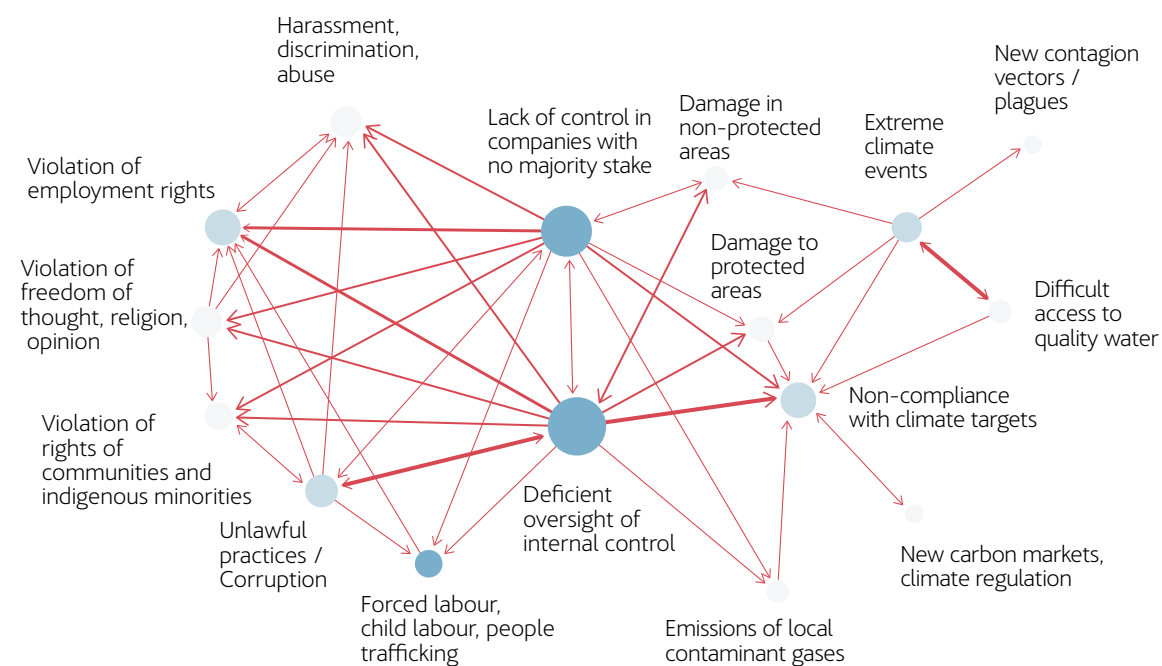 Harassment,
discrimination,
abuse
Lack of control in
companies with
no majority stake
Damage in
non-protected
areas
Extreme
climate
events
New contagion
vectors /
plagues
Violation of
employment rights
Violation of
freedom of
thought, religion,
opinion
Damage to
protected
areas
Difficult
access to
quality water
Non-compliance
with climate targets
Violation of
rights of
communities and
indigenous minorities
Unlawful
practices /
Corruption
Deficient
oversight of
internal control
New carbon markets,
climate regulation
Forced labour,
child labour, people
trafficking
Emissions of local
contaminant gases